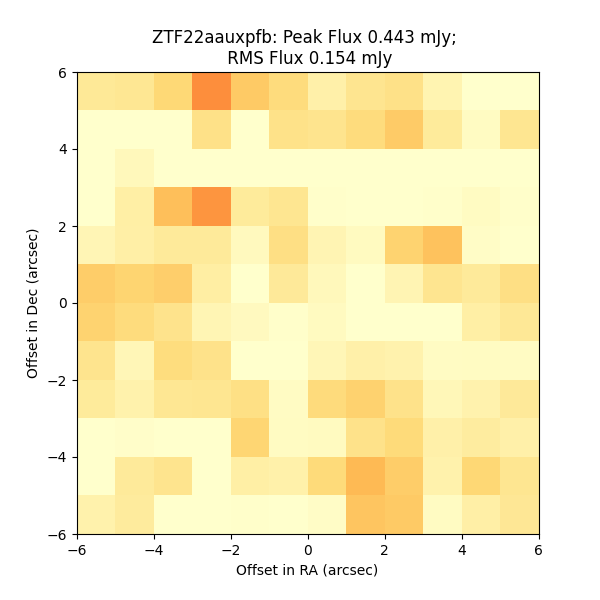 ZTF22aauxpfb: Peak Flux 0.443 mJy;
RMS Flux 0.154 mJy
6
4
2
0
−2
−4
−6
Offset in Dec (arcsec)
−6 −4 −2 0 2 4 6
Offset in RA (arcsec)